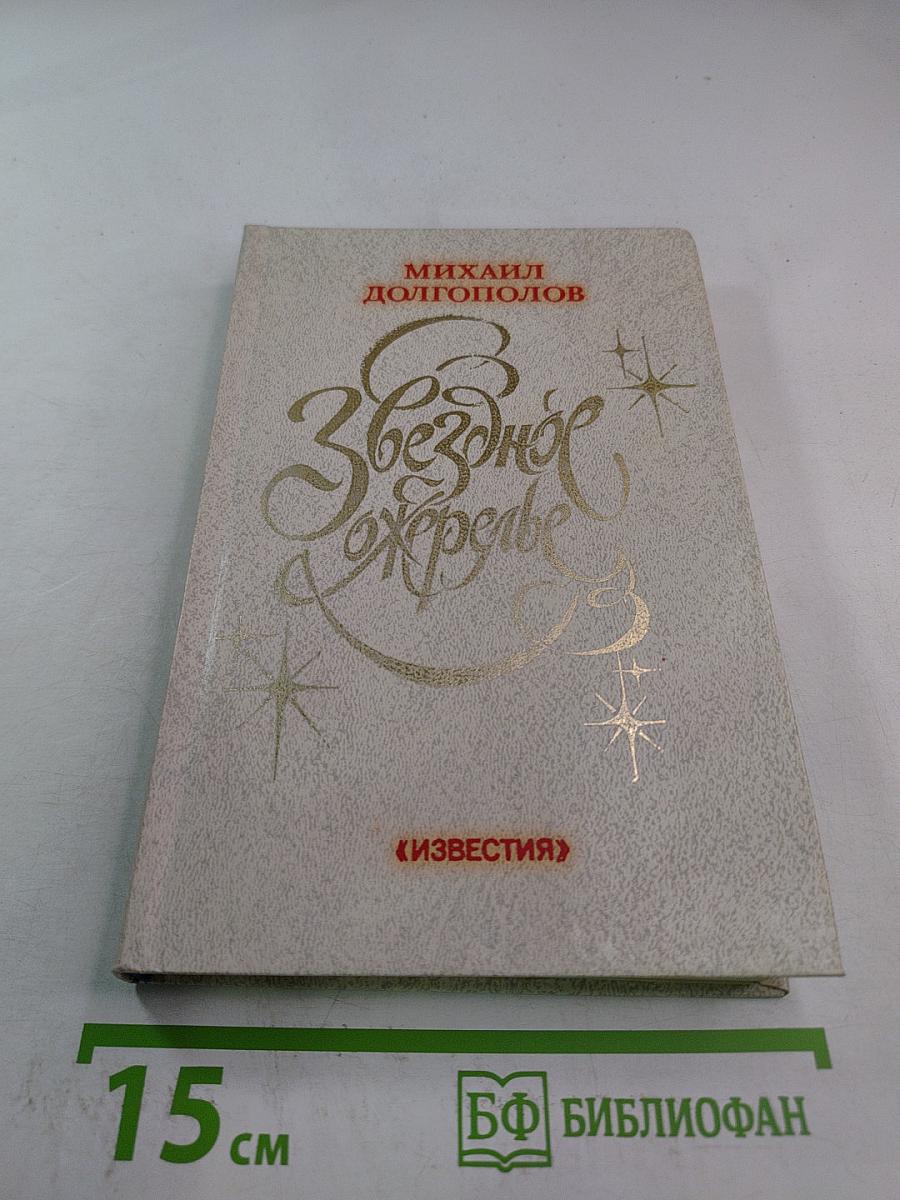 МИХАИЛ
ДОЛГОПОЛОВ
Звездное
ожерелье
«ИЗВЕСТИЯ»
15 см
БФ БИБЛИОФАН